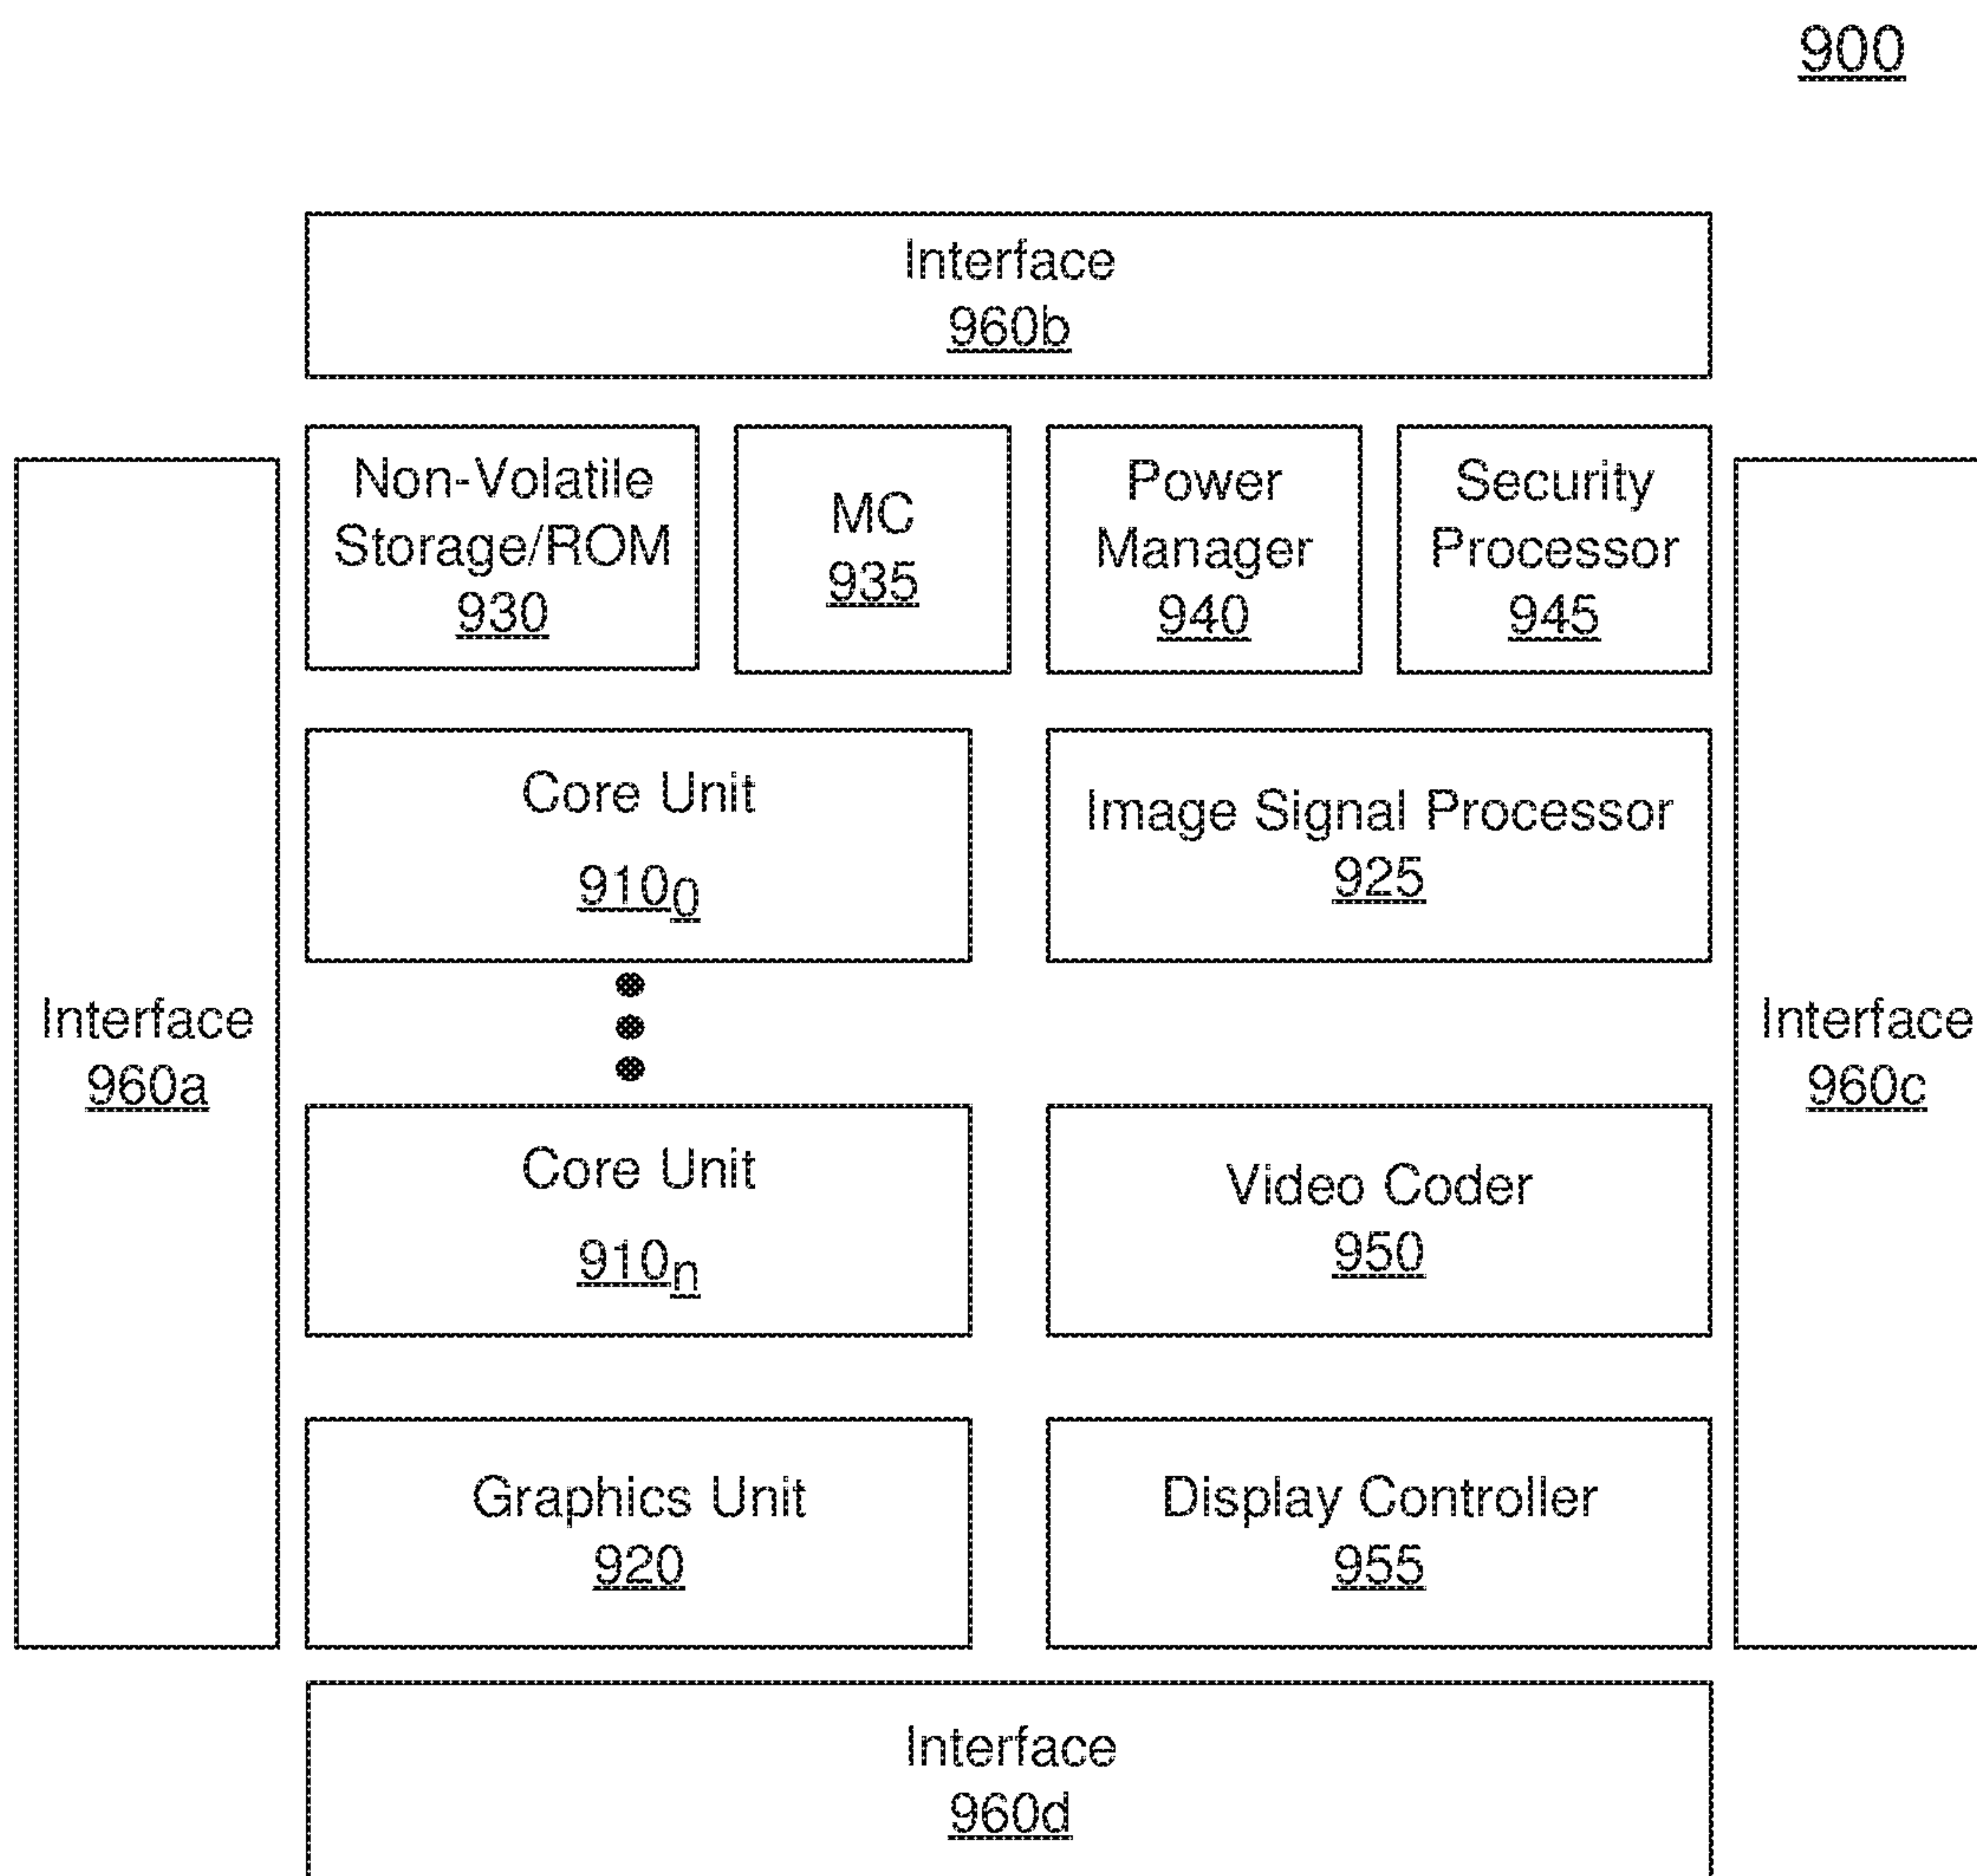 900
Interface
960b
Non-Volatile
Storage/ROM
930
MC
935
Power
Manager
940
Security
Processor
945
Interface
960a
Core Unit
910₀
Image Signal Processor
925
Interface
960c
Core Unit
910ₙ
Video Coder
950
Graphics Unit
920
Display Controller
955
Interface
960d